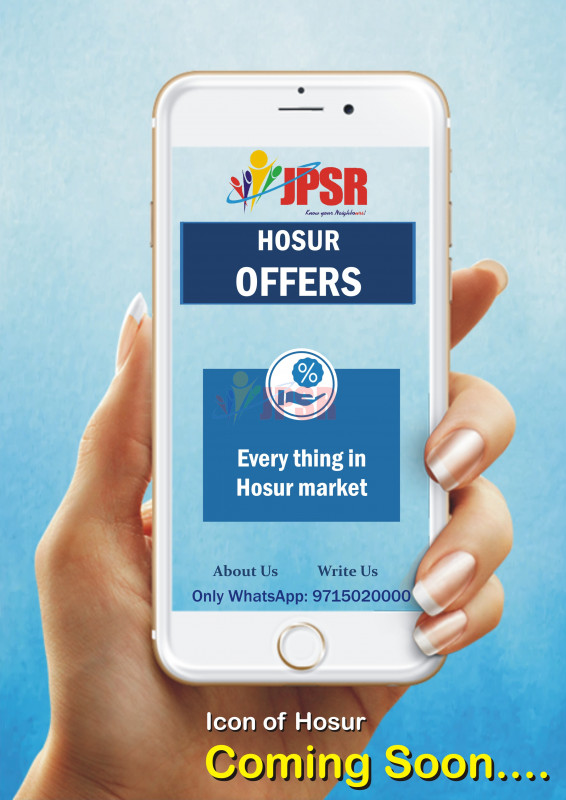 JPSR
Know your Neighbours!
HOSUR
OFFERS
%
JPSR
Every thing in
Hosur market
About Us Write Us
Only WhatsApp: 9715020000
Icon of Hosur
Coming Soon....